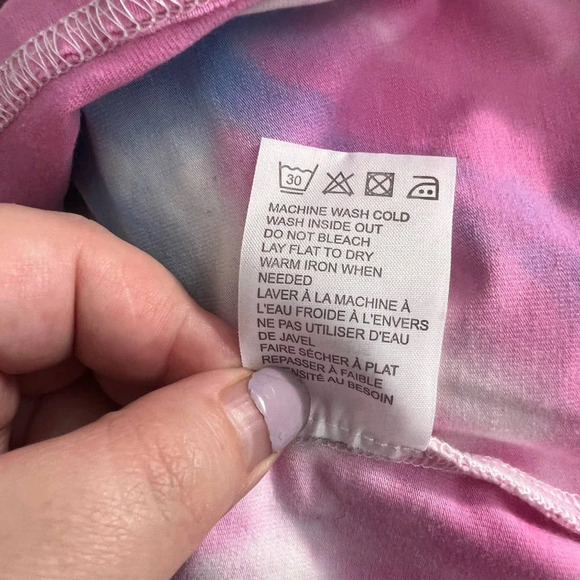 30
MACHINE WASH COLD
WASH INSIDE OUT
DO NOT BLEACH
LAY FLAT TO DRY
WARM IRON WHEN
NEEDED
LAVER À LA MACHINE À
L'EAU FROIDE À L'ENVERS
NE PAS UTILISER D'EAU
DE JAVEL
FAIRE SÉCHER À PLAT
REPASSER À FAIBLE
AU BESOIN